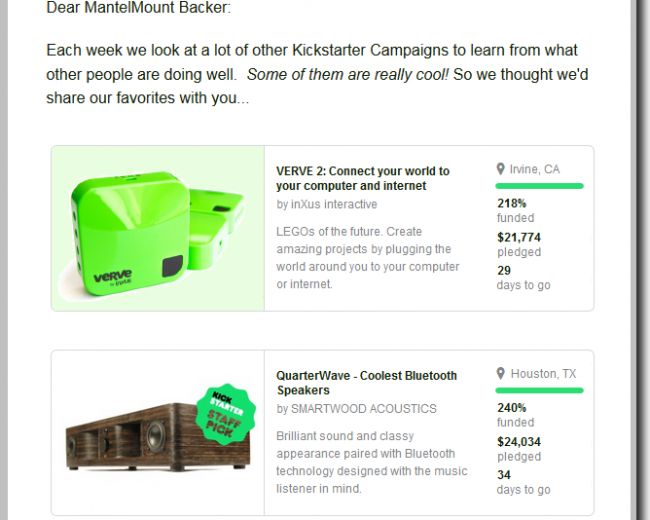 Dear MantelMount Backer:
Each week we look at a lot of other Kickstarter Campaigns to learn from what
other people are doing well.  Some of them are really cool! So we thought we'd
share our favorites with you...
VERVE 2: Connect your world to
your computer and internet
by inXus interactive
LEGOs of the future. Create
amazing projects by plugging the
world around you to your computer
or internet.
Irvine, CA
218%
funded
$21,774
pledged
29
days to go
verve
by inXus
QuarterWave - Coolest Bluetooth
Speakers
by SMARTWOOD ACOUSTICS
Brilliant sound and classy
appearance paired with Bluetooth
technology designed with the music
listener in mind.
Houston, TX
240%
funded
$24,034
pledged
34
days to go
KICK
STARTER
STAFF
PICK